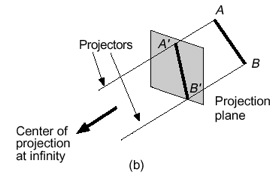 A
Projectors
A'
B
B'
Projection
plane
Center of
projection
at infinity
(b)